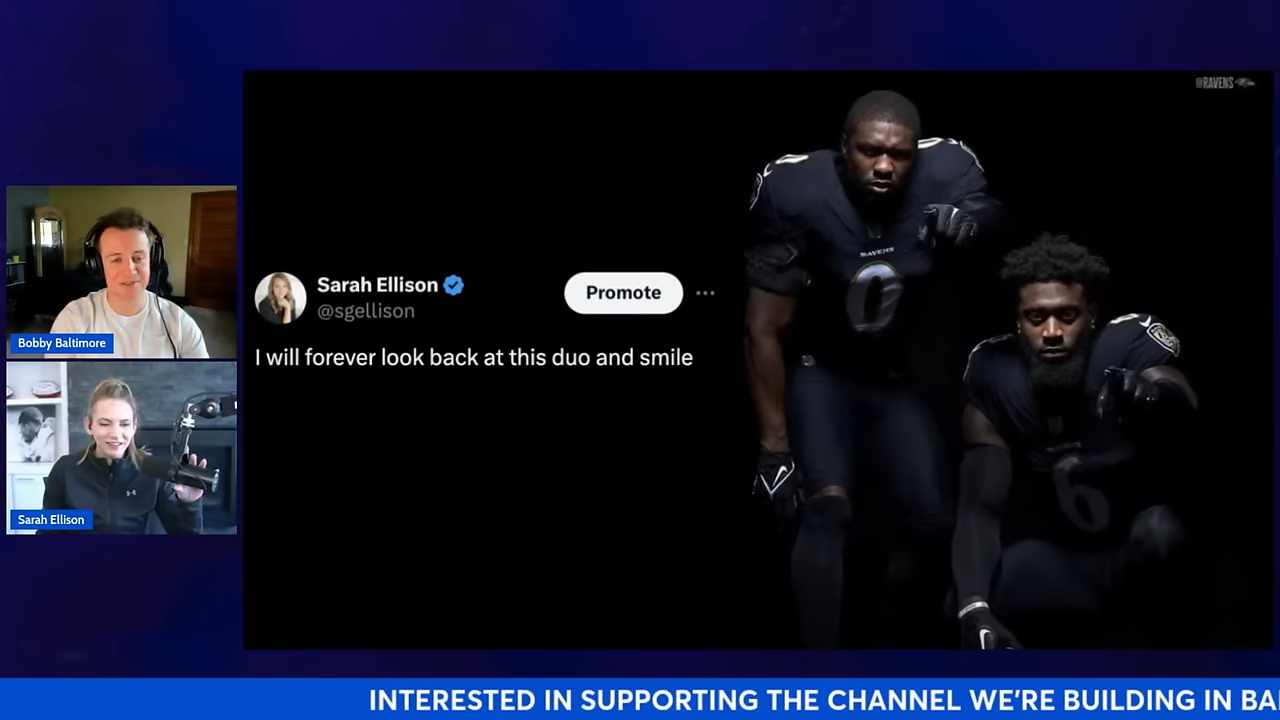 @RAVENS
Bobby Baltimore
Sarah Ellison
Sarah Ellison
@sgellison
Promote
I will forever look back at this duo and smile
RAVENS
0
6
INTERESTED IN SUPPORTING THE CHANNEL WE'RE BUILDING IN BA